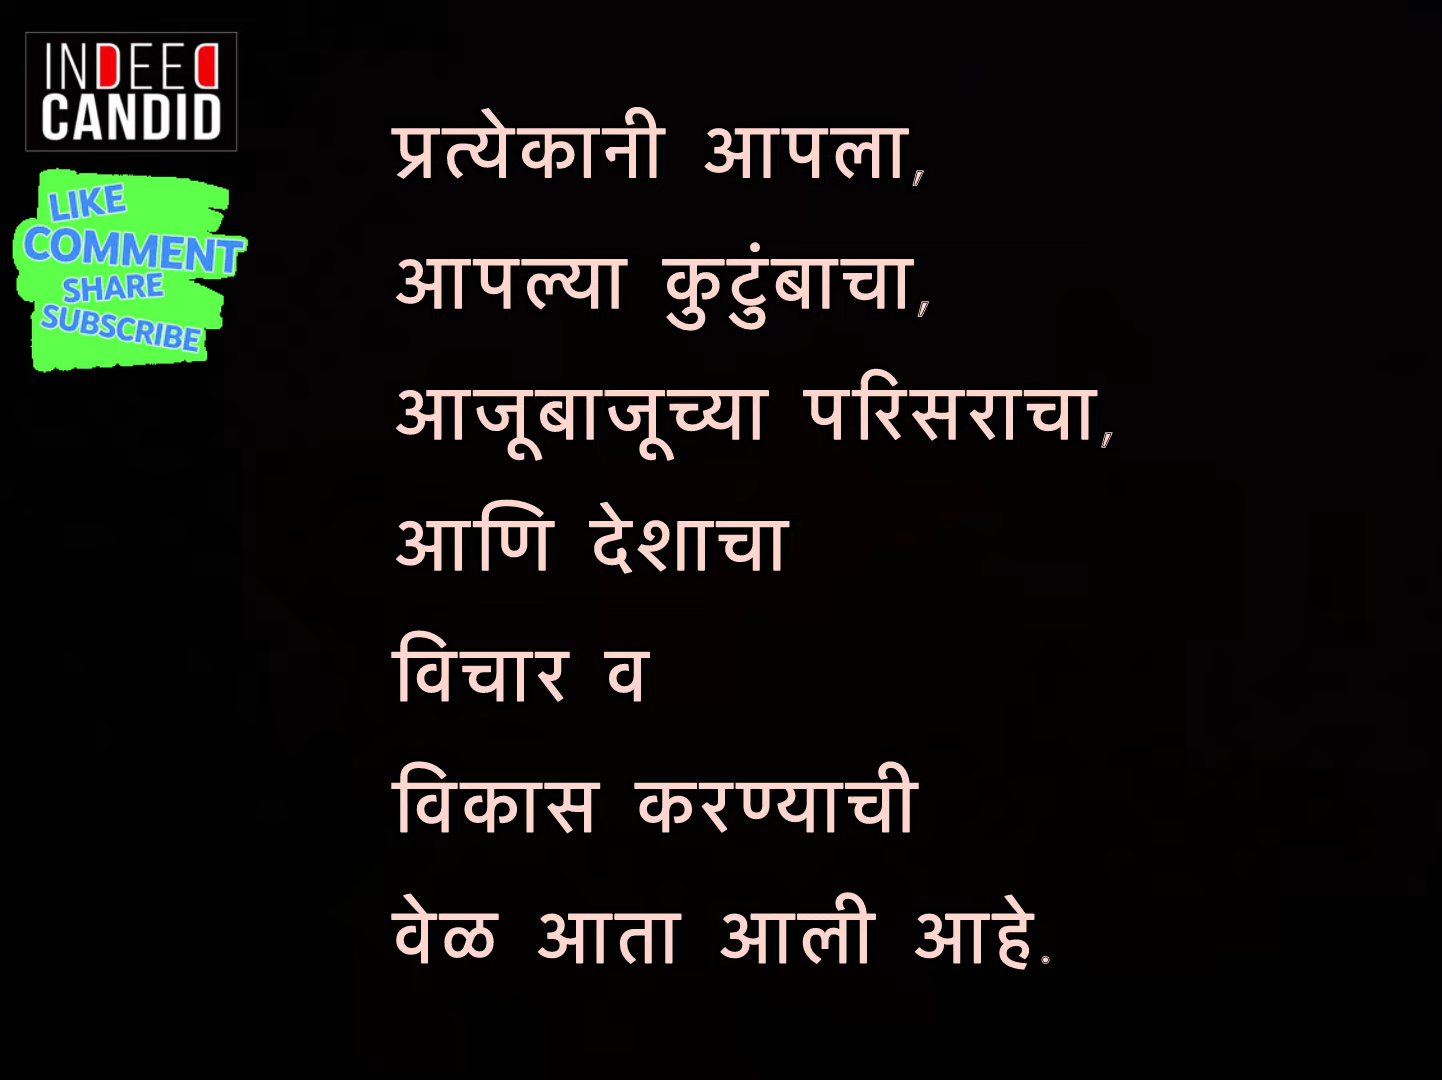 INDEED
CANDID
LIKE
COMMENT
SHARE
SUBSCRIBE
प्रत्येकानी आपला,
आपल्या कुटुंबाचा,
आजूबाजूच्या परिसराचा,
आणि देशाचा
विचार व
विकास करण्याची
वेळ आता आली आहे.